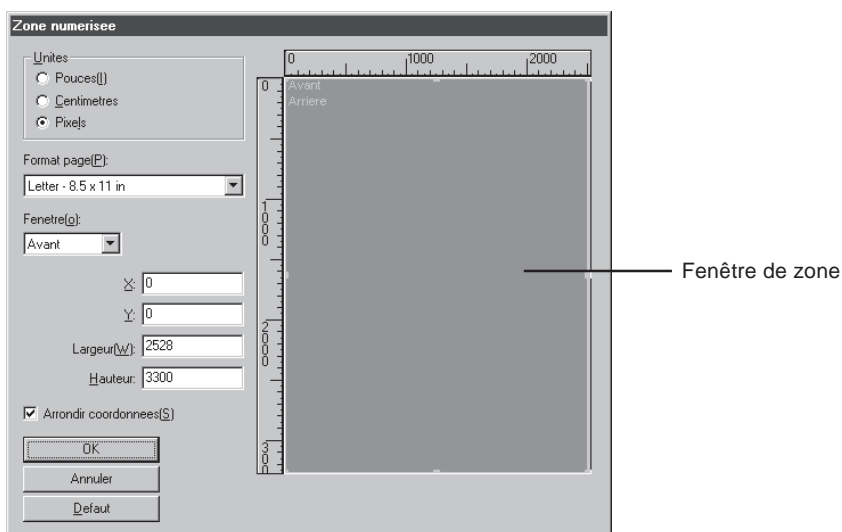 Zone numerisee
Unites
Pouces(I)
Centimetres
Pixels
Format page(P):
Letter - 8.5 x 11 in
Fenetre(o):
Avant
X: 0
Y: 0
Largeur(W): 2528
Hauteur: 3300
Arrondir coordonnees(S)
OK
Annuler
Defaut
0 1000 2000
0
1000
2000
300
Avant
Arriere
Fenêtre de zone